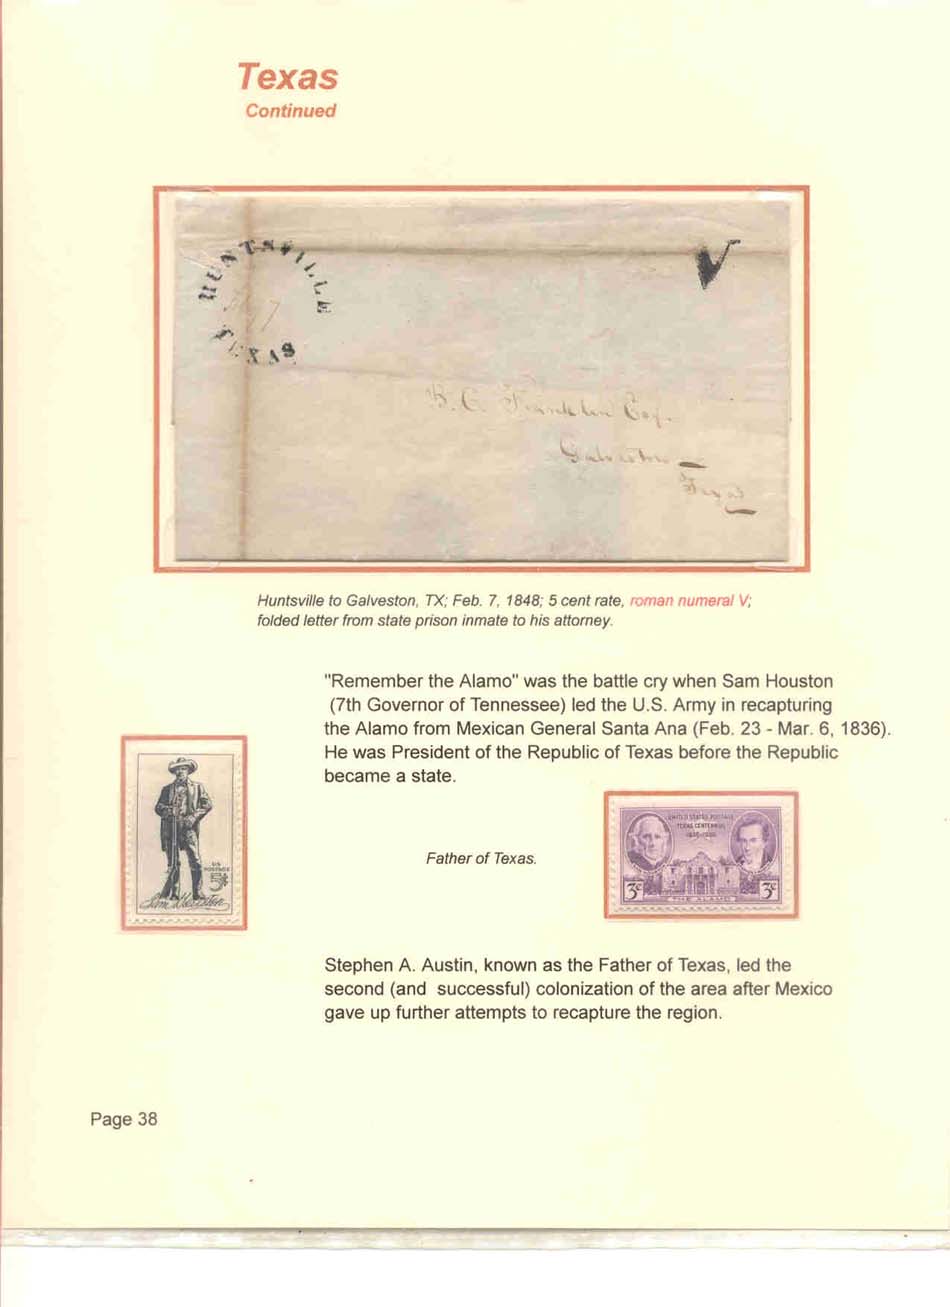 Texas
Continued
HUNTSVILLE
TEXAS
V
B. C. Franklin Esq.
Galveston
Texas
Huntsville to Galveston, TX; Feb. 7, 1848; 5 cent rate, roman numeral V;
folded letter from state prison inmate to his attorney.
"Remember the Alamo" was the battle cry when Sam Houston
(7th Governor of Tennessee) led the U.S. Army in recapturing
the Alamo from Mexican General Santa Ana (Feb. 23 - Mar. 6, 1836).
He was President of the Republic of Texas before the Republic
became a state.
U.S.
POSTAGE
5¢
Sam Houston
Father of Texas.
UNITED STATES POSTAGE
TEXAS CENTENNIAL
1836-1936
3¢ 3¢
THE ALAMO
Stephen A. Austin, known as the Father of Texas, led the
second (and successful) colonization of the area after Mexico
gave up further attempts to recapture the region.
Page 38